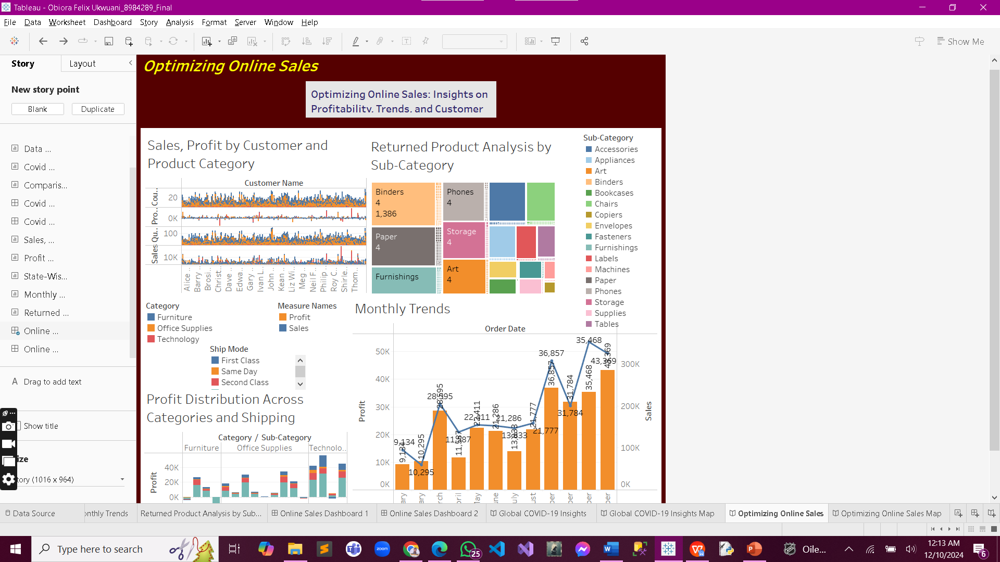 Tableau - Obiora Felix Ukwuani_8984289_Final
File Data Worksheet Dashboard Story Analysis Format Server Window Help
Show Me
Story
Layout
New story point
Blank
Duplicate
Data ...
Covid ...
Comparis...
Covid ...
Covid ...
Sales, ...
Profit ...
State-Wis...
Monthly ...
Returned ...
Online ...
Online ...
A Drag to add text
Show title
ize
tory (1016 x 964)
Optimizing Online Sales
Optimizing Online Sales: Insights on
Profitability, Trends, and Customer
Sales, Profit by Customer and
Product Category
Customer Name
Cou..
20
Pro..
0K
Qu..
100
Sales
10K
Alice ..
Barry ..
Brosi..
Christ..
Dave ..
Edwa..
Gary ..
Ivan L..
John ..
Kean ..
Liz Wi..
Meg ..
Neil F..
Philip ..
Roy C..
Shirle..
Thom..
Returned Product Analysis by
Sub-Category
Binders
4
1,386
Phones
4
Paper
4
Storage
4
Furnishings
Art
4
Sub-Category
Accessories
Appliances
Art
Binders
Bookcases
Chairs
Copiers
Envelopes
Fasteners
Furnishings
Labels
Machines
Paper
Phones
Storage
Supplies
Tables
Category
Furniture
Office Supplies
Technology
Measure Names
Profit
Sales
Ship Mode
First Class
Same Day
Second Class
Profit Distribution Across
Categories and Shipping
Category / Sub-Category
Furniture
Office Supplies
Technolo..
Profit
40K
20K
0K
Monthly Trends
Order Date
Profit
50K
40K
30K
20K
10K
0K
Sales
300K
200K
100K
0K
9,134
9,134
10,295
10,295
28,595
28,595
11,587
11,587
22,411
22,411
21,286
21,286
13,833
13,833
21,777
21,777
36,857
36,857
31,784
31,784
35,468
35,468
43,369
43,369
ary
ary
rch
pril
May
une
July
ust
ber
ber
ber
ber
Data Source
onthly Trends
Returned Product Analysis by Sub...
Online Sales Dashboard 1
Online Sales Dashboard 2
Global COVID-19 Insights
Global COVID-19 Insights Map
Optimizing Online Sales
Optimizing Online Sales Map
Type here to search
zoom
25
Oile...
12:13 AM
12/10/2024
6